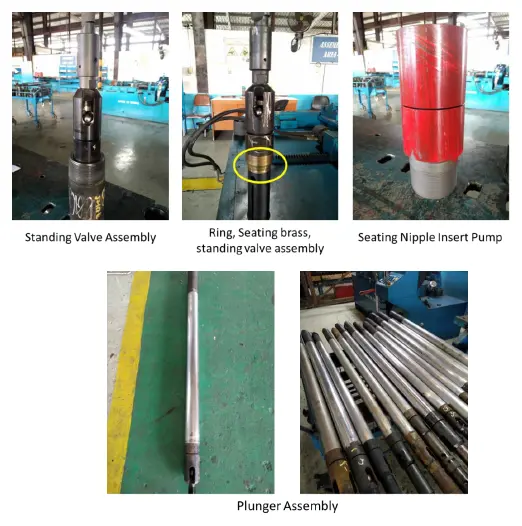 Standing Valve Assembly
Ring, Seating brass,
standing valve assembly
Seating Nipple Insert Pump
Plunger Assembly